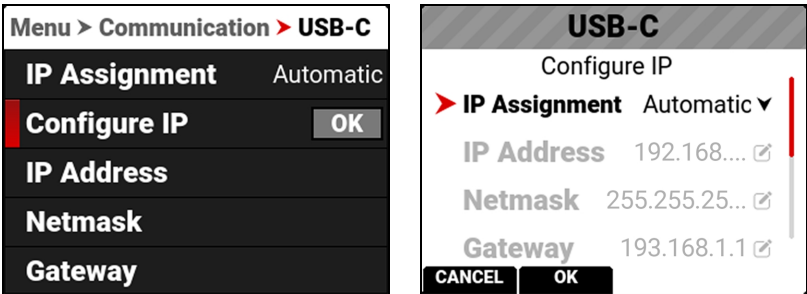 Menu > Communication > USB-C
IP Assignment Automatic
Configure IP OK
IP Address
Netmask
Gateway
USB-C
Configure IP
IP Assignment Automatic
IP Address 192.168....
Netmask 255.255.25...
Gateway 193.168.1.1
CANCEL OK